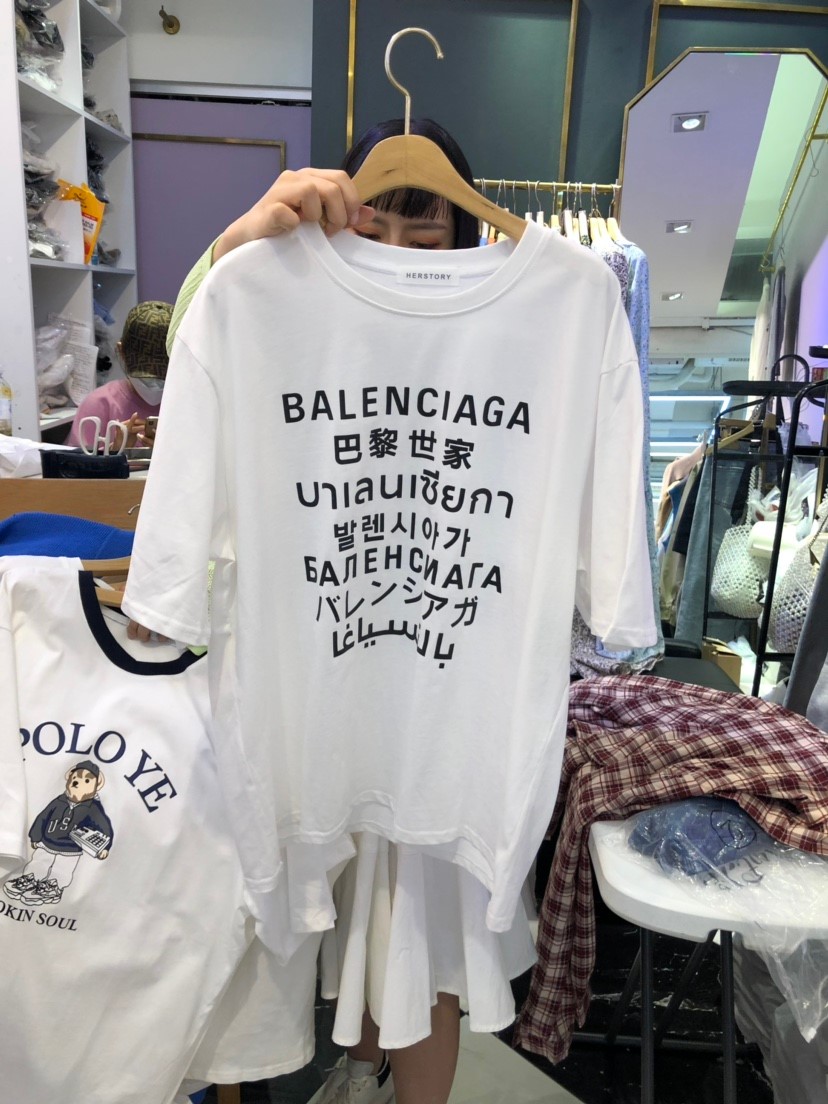 HERSTORY
BALENCIAGA
巴黎世家
บาเลนเซียกา
발렌시아가
БАЛЕНСИАГА
バレンシアガ
بالنسياغا
POLO YE
US
OKIN SOUL